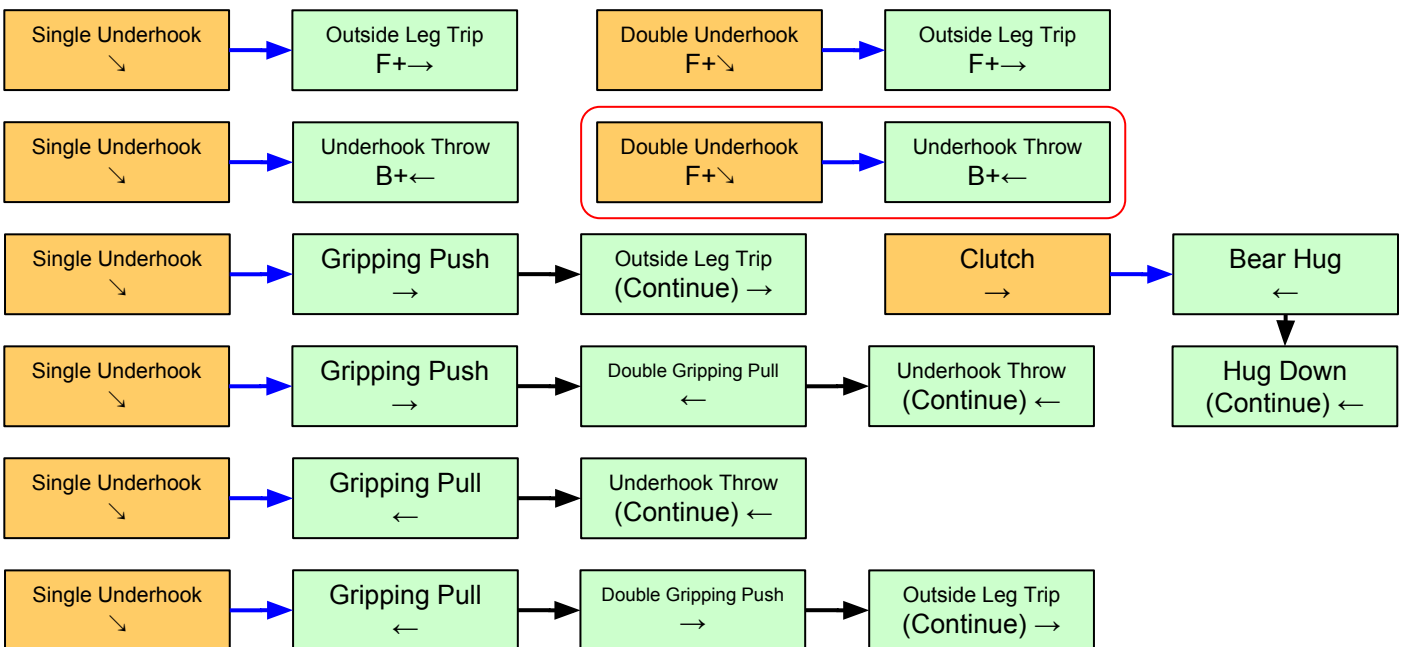 Single Underhook
↘
Outside Leg Trip
F+→
Double Underhook
F+↘
Outside Leg Trip
F+→
Single Underhook
↘
Underhook Throw
B+←
Double Underhook
F+↘
Underhook Throw
B+←
Single Underhook
↘
Gripping Push
→
Outside Leg Trip
(Continue) →
Clutch
→
Bear Hug
←
Single Underhook
↘
Gripping Push
→
Double Gripping Pull
←
Underhook Throw
(Continue) ←
Hug Down
(Continue) ←
Single Underhook
↘
Gripping Pull
←
Underhook Throw
(Continue) ←
Single Underhook
↘
Gripping Pull
←
Double Gripping Push
→
Outside Leg Trip
(Continue) →